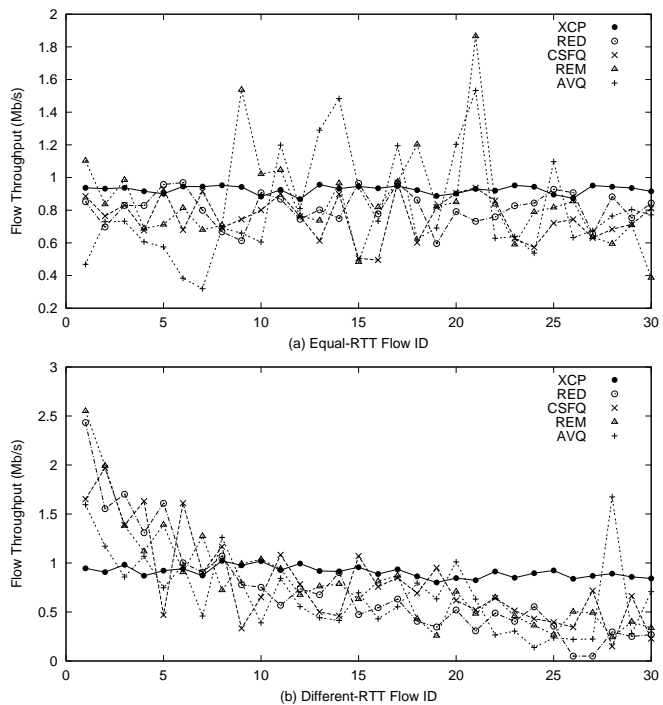 2
1.8
1.6
1.4
1.2
1
0.8
0.6
0.4
0.2
Flow Throughput (Mb/s)
XCP
RED
CSFQ
REM
AVQ
0 5 10 15 20 25 30
(a) Equal-RTT Flow ID
3
2.5
2
1.5
1
0.5
0
Flow Throughput (Mb/s)
XCP
RED
CSFQ
REM
AVQ
0 5 10 15 20 25 30
(b) Different-RTT Flow ID